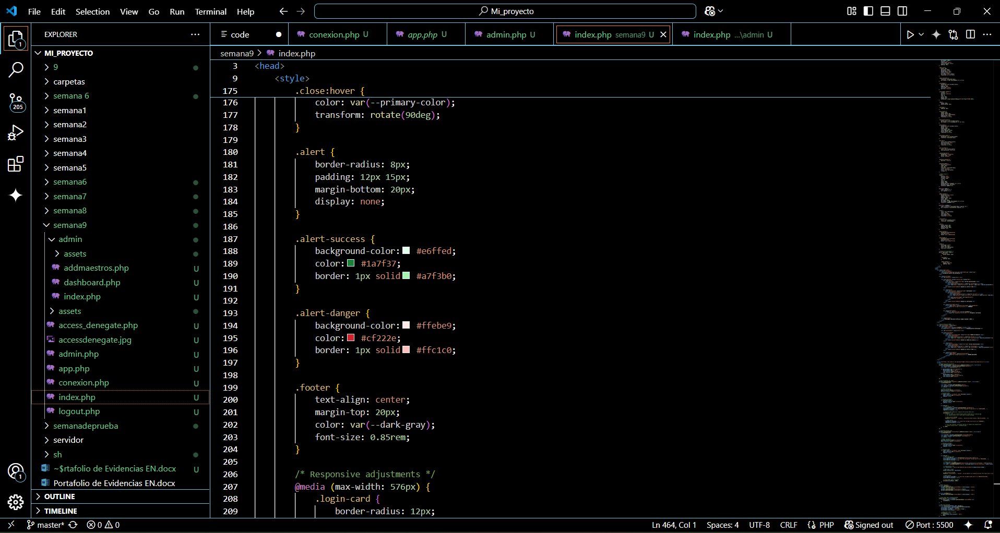 File Edit Selection View Go Run Terminal Help
Mi_proyecto
EXPLORER
code
conexion.php U
app.php U
admin.php U
index.php semana9 U
index.php ...\admin U
MI_PROYECTO
9
carpetas
semana 6
semana1
semana2
semana3
semana4
semana5
semana6
semana7
semana8
semana9
admin
assets
addmaestros.php U
dashboard.php U
index.php U
assets
access_denegate.php U
accessdenegate.jpg U
admin.php U
app.php U
conexion.php U
index.php U
logout.php U
semanadeprueba
servidor
sh
~$rtafolio de Evidencias EN.docx U
Portafolio de Evidencias EN.docx
OUTLINE
TIMELINE
1
205
1
semana9 > index.php
3 <head>
9 <style>
175 .close:hover {
176 color: var(--primary-color);
177 transform: rotate(90deg);
178 }
179
180 .alert {
181 border-radius: 8px;
182 padding: 12px 15px;
183 margin-bottom: 20px;
184 display: none;
185 }
186
187 .alert-success {
188 background-color: #e6ffed;
189 color: #1a7f37;
190 border: 1px solid #a7f3b0;
191 }
192
193 .alert-danger {
194 background-color: #ffebe9;
195 color: #cf222e;
196 border: 1px solid #ffc1c0;
197 }
198
199 .footer {
200 text-align: center;
201 margin-top: 20px;
202 color: var(--dark-gray);
203 font-size: 0.85rem;
204 }
205
206 /* Responsive adjustments */
207 @media (max-width: 576px) {
208 .login-card {
209 border-radius: 12px;
master* 0 0
Ln 464, Col 1 Spaces: 4 UTF-8 CRLF PHP Signed out Port : 5500